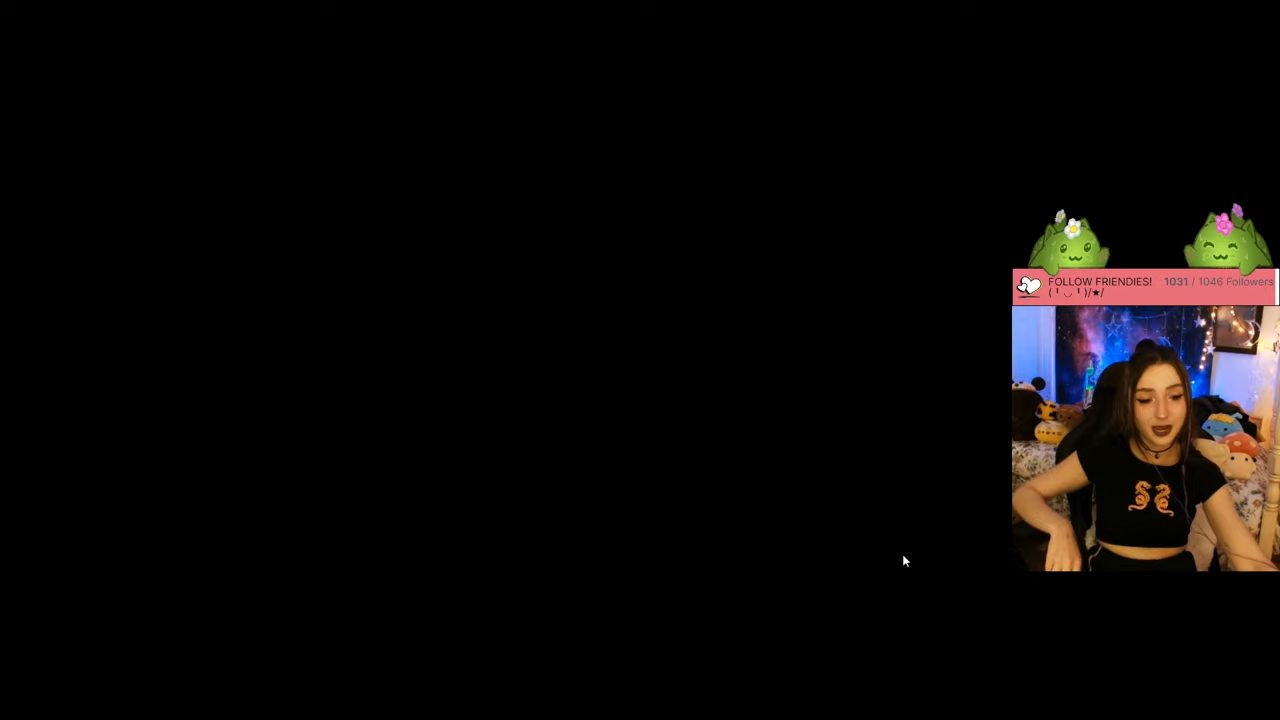 FOLLOW FRIENDIES! 1031 / 1046 Followers
( ╹ ◡ ╹ )/★/